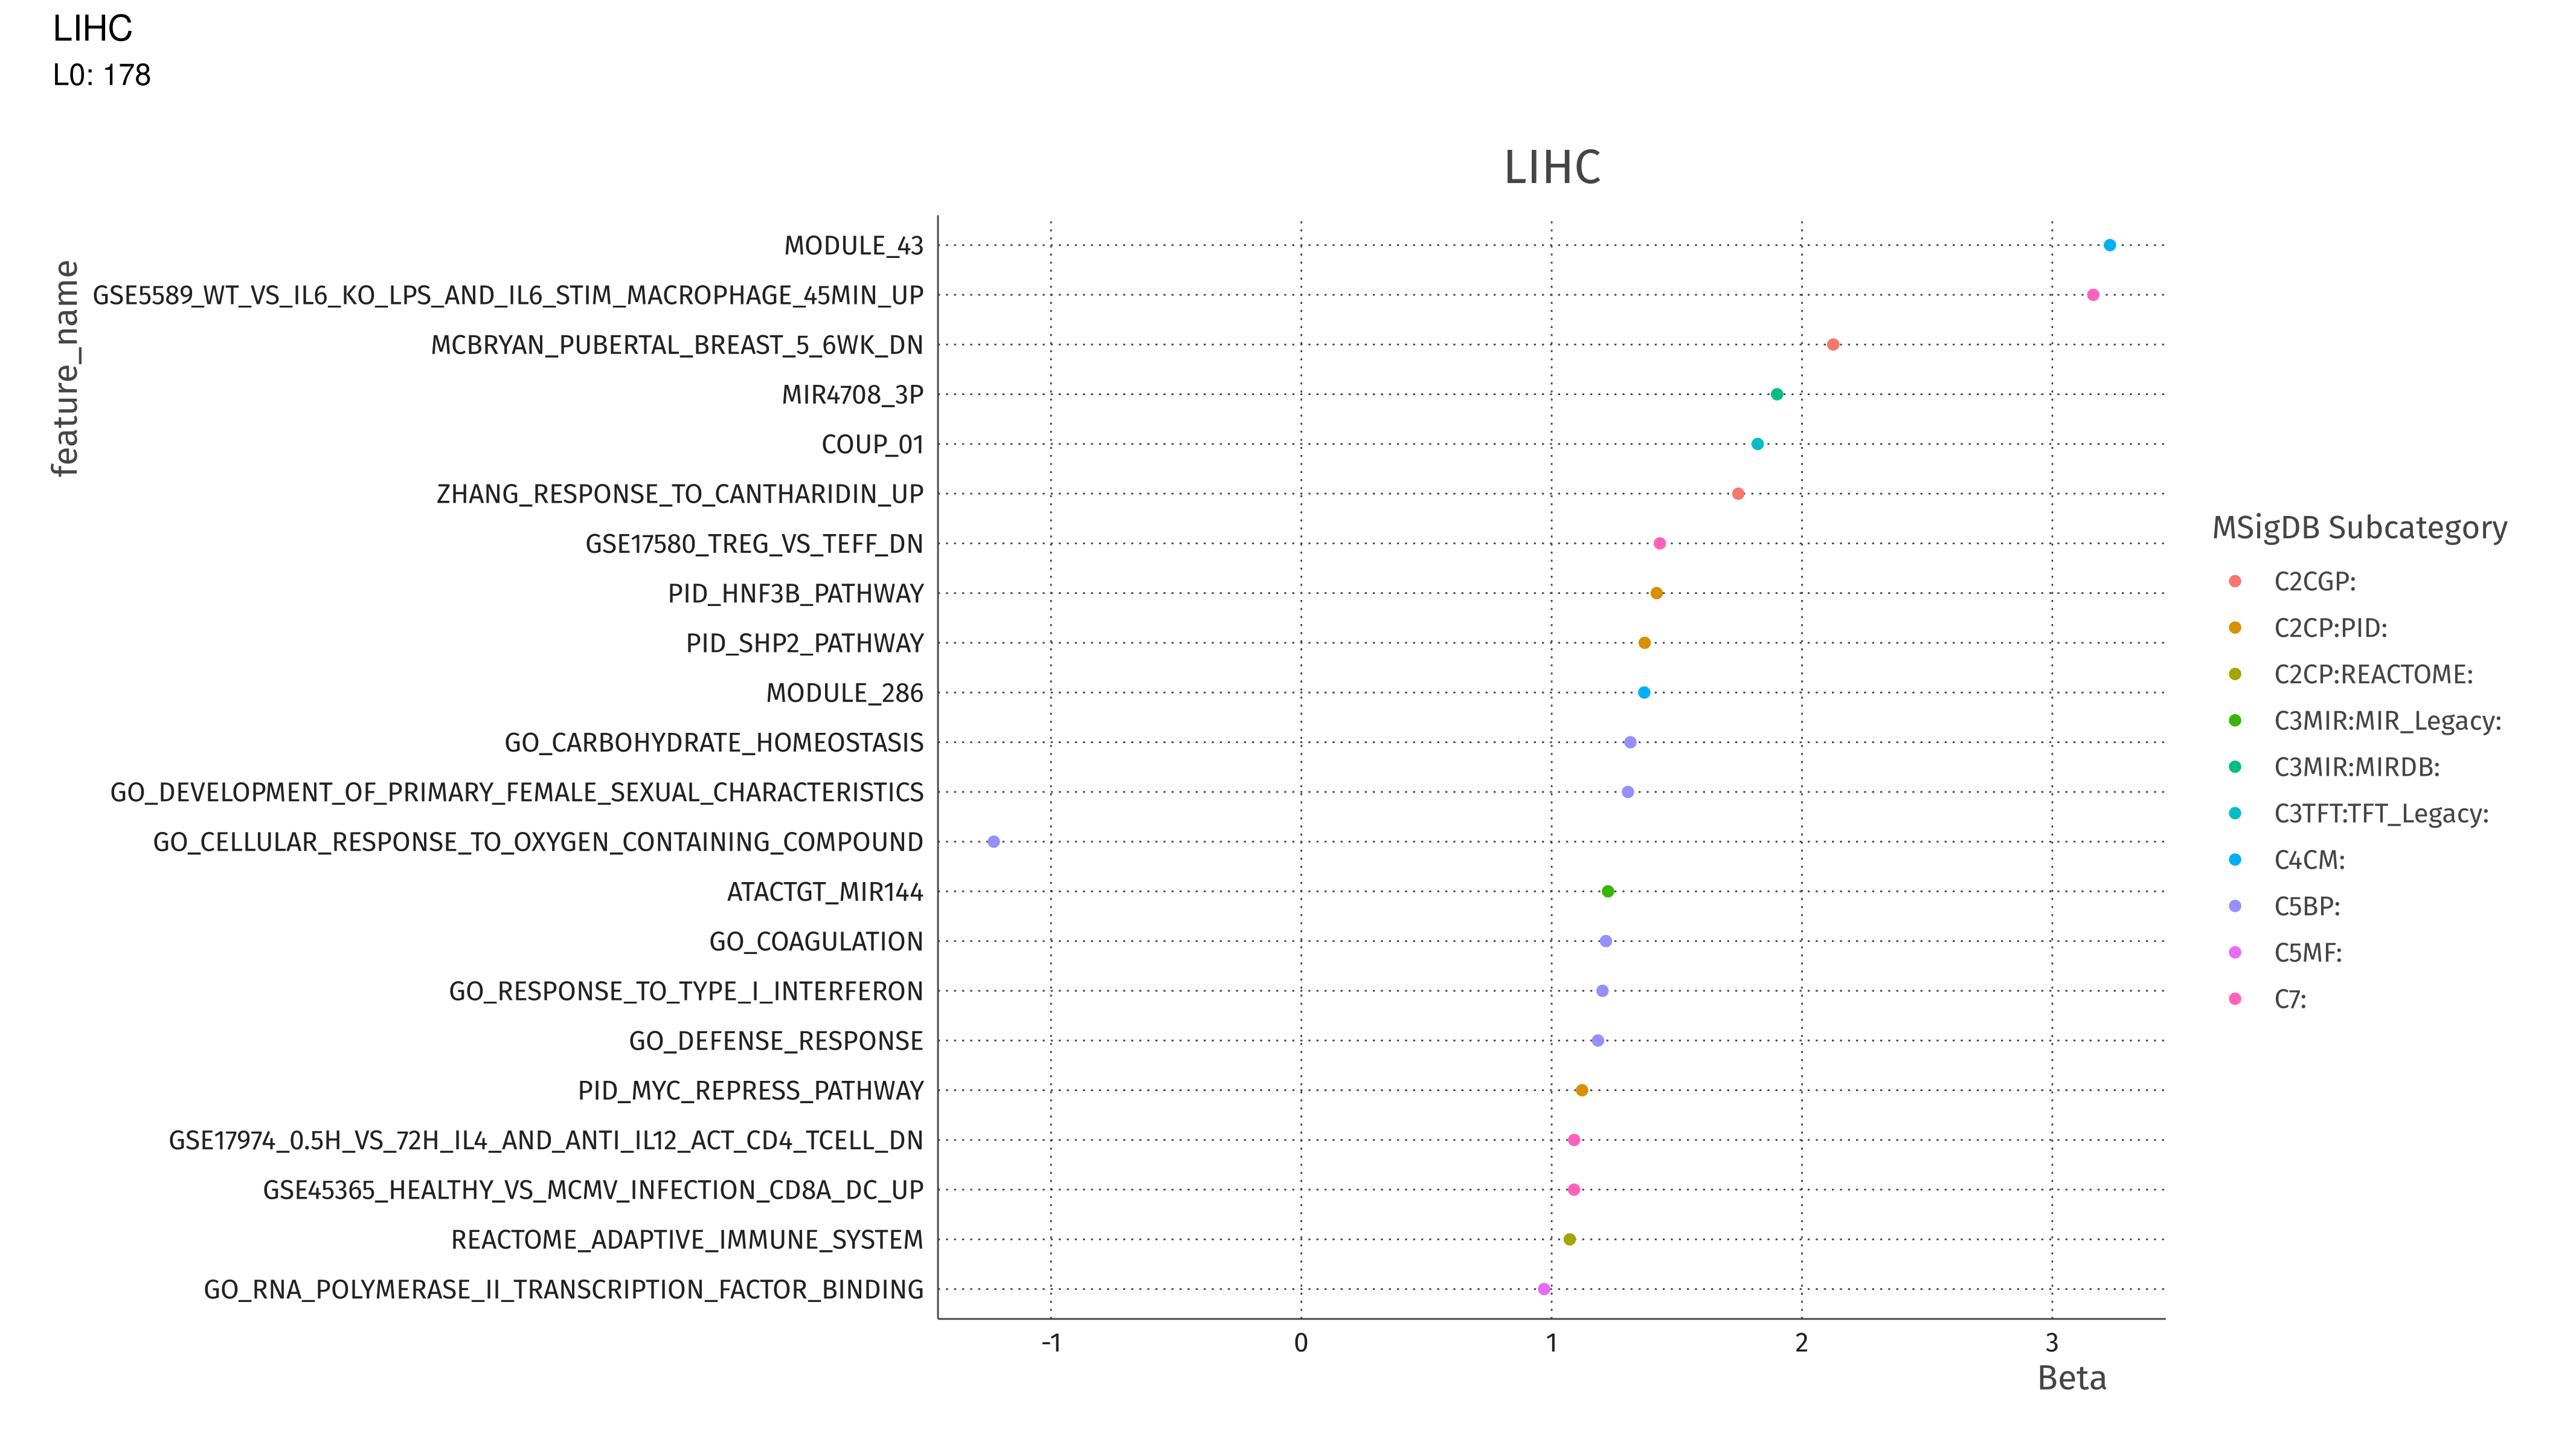 LIHC
L0: 178
LIHC
feature_name
MODULE_43
GSE5589_WT_VS_IL6_KO_LPS_AND_IL6_STIM_MACROPHAGE_45MIN_UP
MCBRYAN_PUBERTAL_BREAST_5_6WK_DN
MIR4708_3P
COUP_01
ZHANG_RESPONSE_TO_CANTHARIDIN_UP
GSE17580_TREG_VS_TEFF_DN
PID_HNF3B_PATHWAY
PID_SHP2_PATHWAY
MODULE_286
GO_CARBOHYDRATE_HOMEOSTASIS
GO_DEVELOPMENT_OF_PRIMARY_FEMALE_SEXUAL_CHARACTERISTICS
GO_CELLULAR_RESPONSE_TO_OXYGEN_CONTAINING_COMPOUND
ATACTGT_MIR144
GO_COAGULATION
GO_RESPONSE_TO_TYPE_I_INTERFERON
GO_DEFENSE_RESPONSE
PID_MYC_REPRESS_PATHWAY
GSE17974_0.5H_VS_72H_IL4_AND_ANTI_IL12_ACT_CD4_TCELL_DN
GSE45365_HEALTHY_VS_MCMV_INFECTION_CD8A_DC_UP
REACTOME_ADAPTIVE_IMMUNE_SYSTEM
GO_RNA_POLYMERASE_II_TRANSCRIPTION_FACTOR_BINDING
-1 0 1 2 3
Beta
MSigDB Subcategory
C2CGP:
C2CP:PID:
C2CP:REACTOME:
C3MIR:MIR_Legacy:
C3MIR:MIRDB:
C3TFT:TFT_Legacy:
C4CM:
C5BP:
C5MF:
C7: